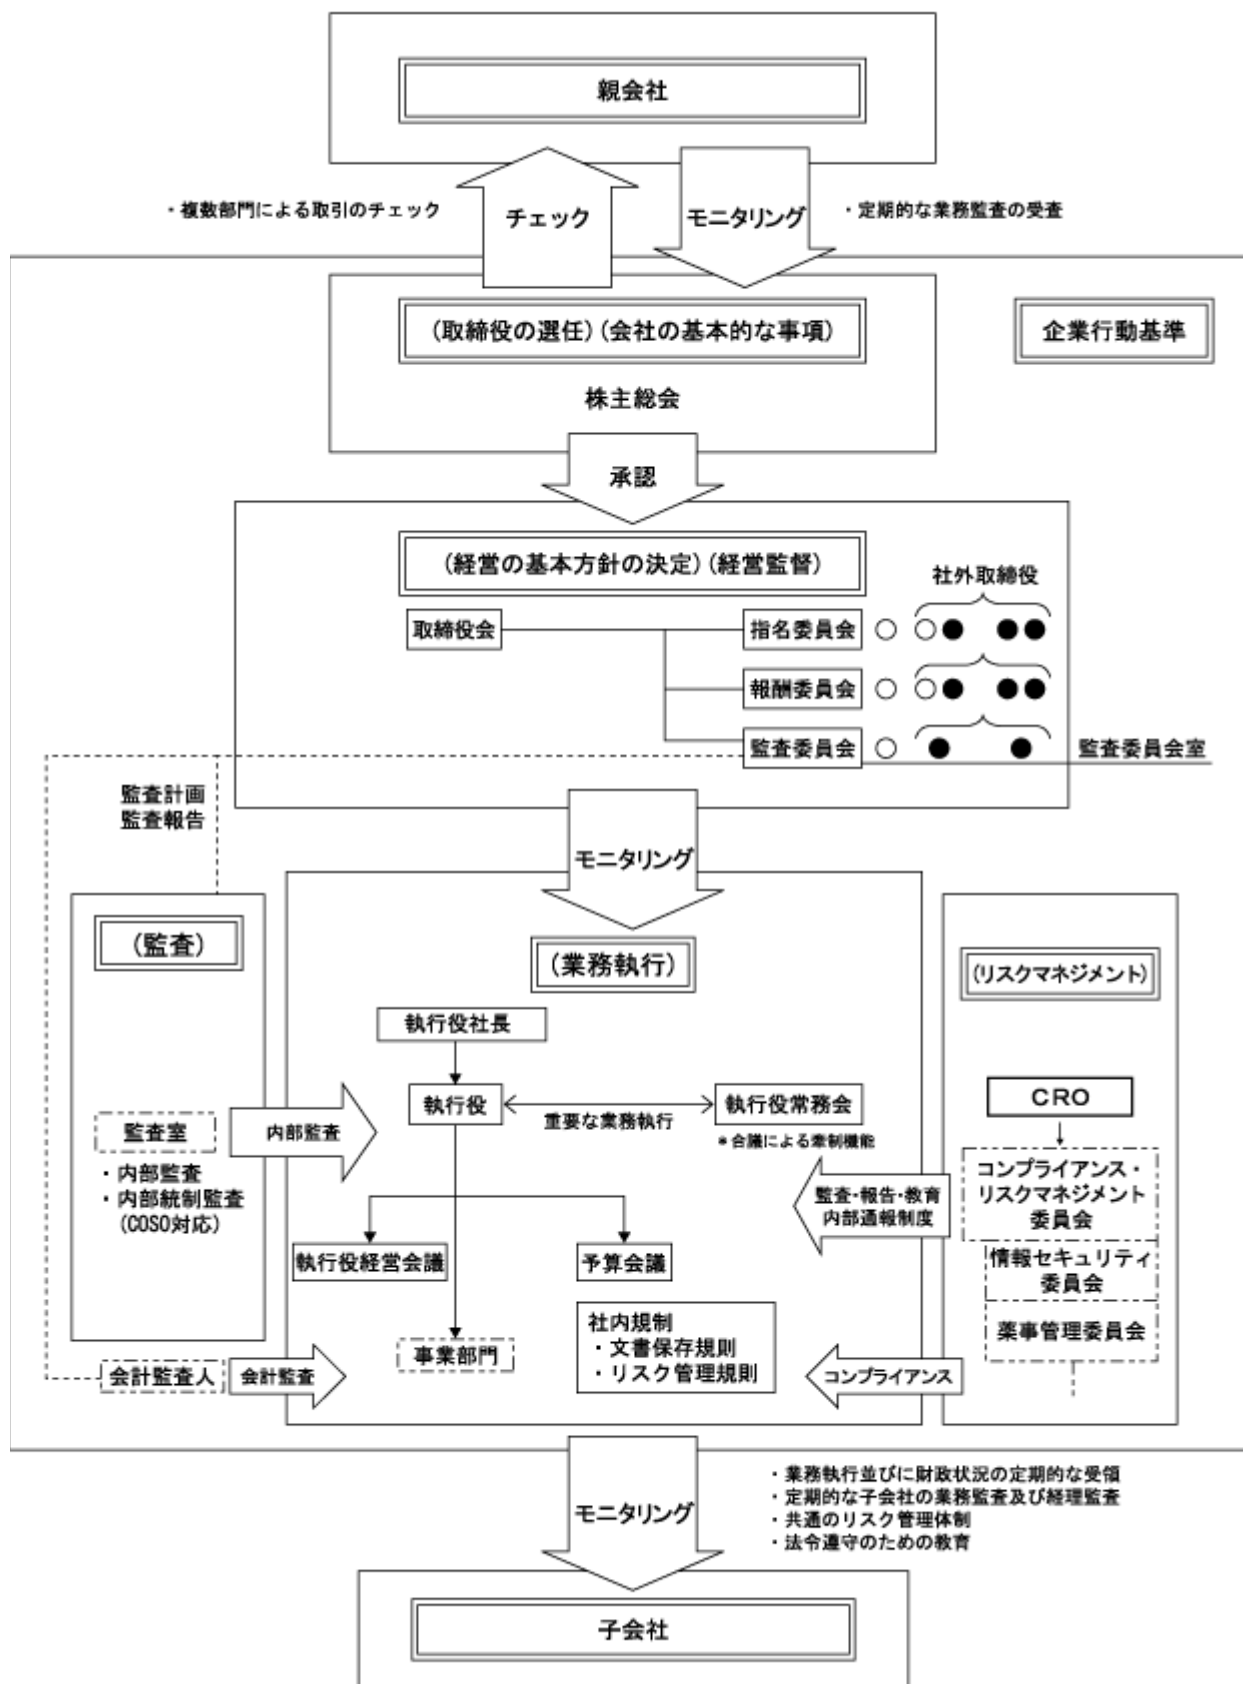 親会社
・複数部門による取引のチェック
チェック
モニタリング
・定期的な業務監査の受査
(取締役の選任)(会社の基本的な事項)
企業行動基準
株主総会
承認
(経営の基本方針の決定)(経営監督)
社外取締役
取締役会
指名委員会
報酬委員会
監査委員会
監査委員会室
監査計画
監査報告
モニタリング
(監査)
(業務執行)
(リスクマネジメント)
執行役社長
執行役
重要な業務執行
執行役常務会
*合議による牽制機能
CRO
監査室
内部監査
・内部監査
・内部統制監査
(COSO対応)
監査・報告・教育
内部通報制度
コンプライアンス・
リスクマネジメント
委員会
執行役経営会議
予算会議
情報セキュリティ
委員会
社内規制
・文書保存規則
・リスク管理規則
薬事管理委員会
事業部門
会計監査人
会計監査
コンプライアンス
モニタリング
・業務執行並びに財政状況の定期的な受領
・定期的な子会社の業務監査及び経理監査
・共通のリスク管理体制
・法令遵守のための教育
子会社